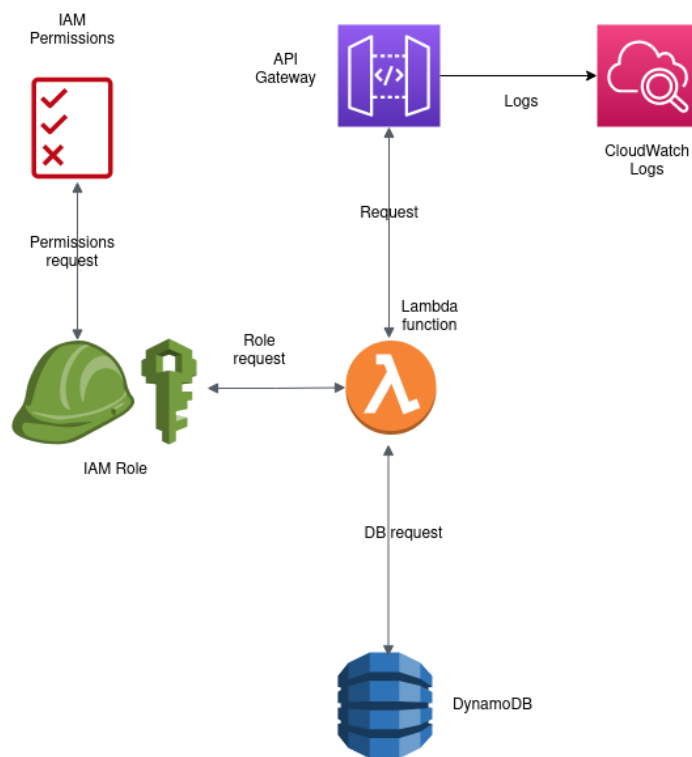 IAM
Permissions
API
Gateway
</>
Logs
CloudWatch
Logs
Request
Permissions
request
Lambda
function
Role
request
λ
IAM Role
DB request
DynamoDB